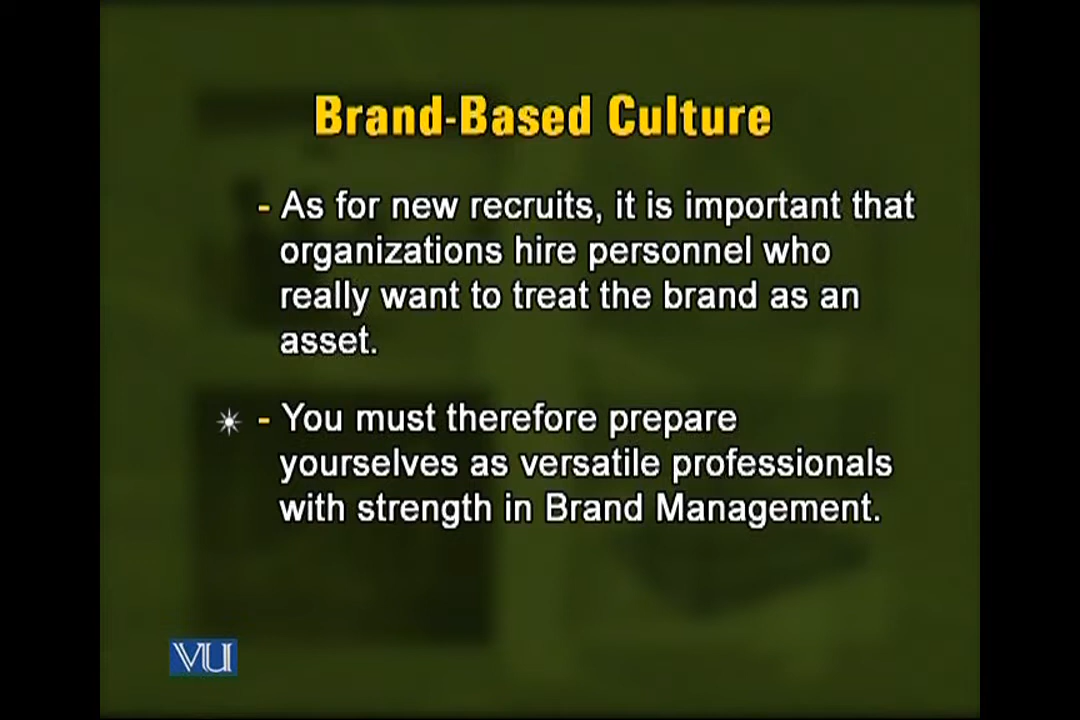 Brand-Based Culture
- As for new recruits, it is important that
organizations hire personnel who
really want to treat the brand as an
asset.
- You must therefore prepare
yourselves as versatile professionals
with strength in Brand Management.
VU